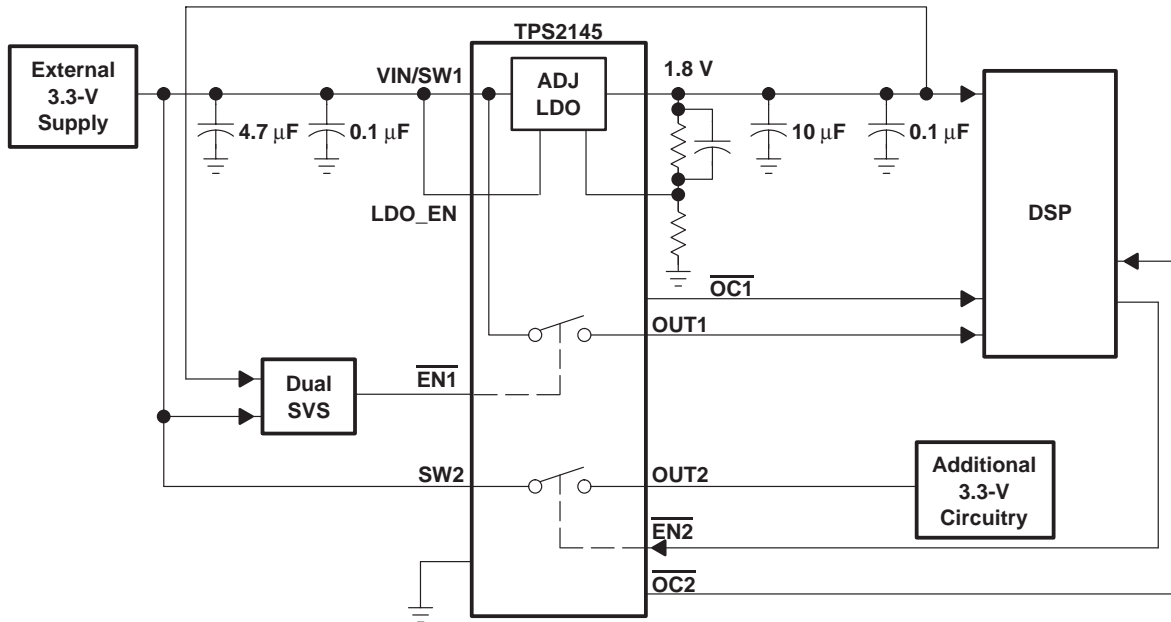 TPS2145
External
3.3-V
Supply
VIN/SW1
ADJ
LDO
1.8 V
4.7 μF
0.1 μF
10 μF
0.1 μF
LDO_EN
DSP
OC1
OUT1
Dual
SVS
EN1
SW2
OUT2
Additional
3.3-V
Circuitry
EN2
OC2